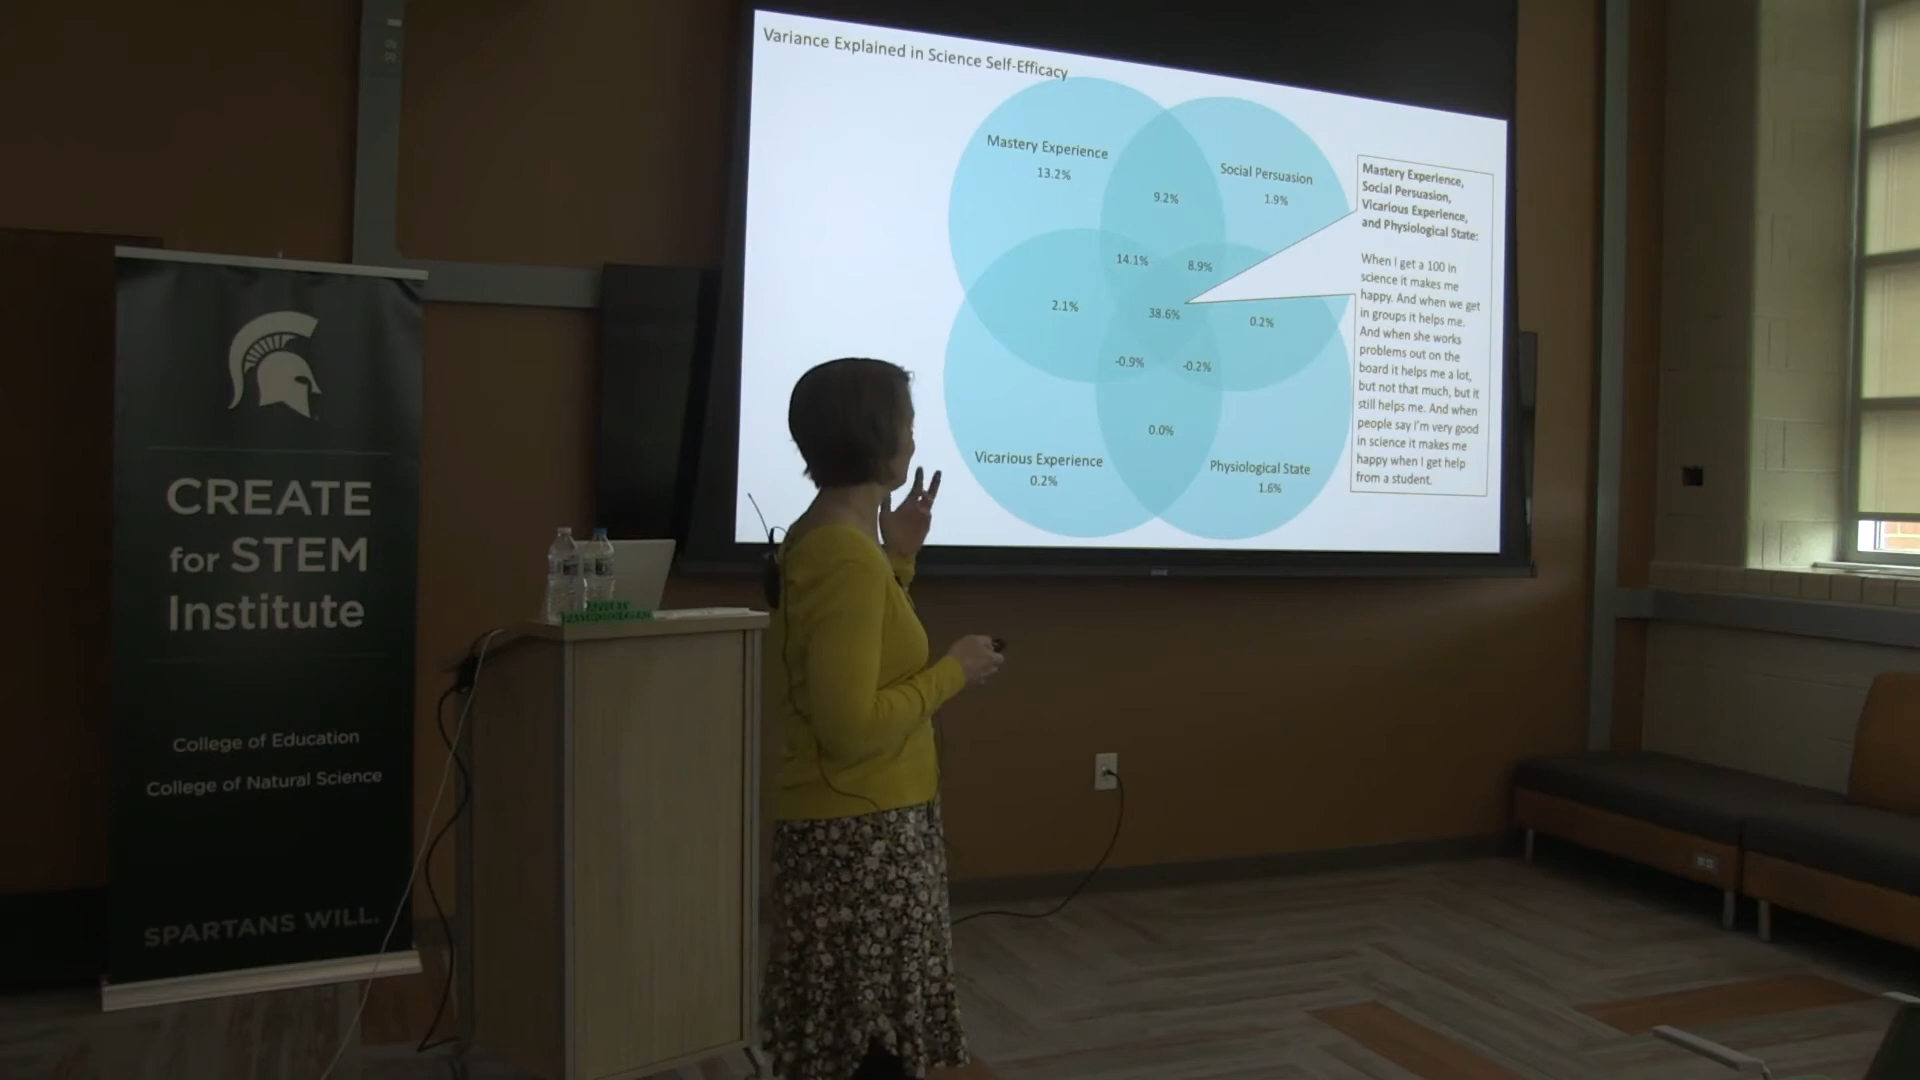 Variance Explained in Science Self-Efficacy
Mastery Experience
13.2%
Social Persuasion
1.9%
9.2%
14.1%
8.9%
2.1%
38.6%
0.2%
-0.9%
-0.2%
0.0%
Vicarious Experience
0.2%
Physiological State
1.6%
Mastery Experience,
Social Persuasion,
Vicarious Experience,
and Physiological State:
When I get a 100 in
science it makes me
happy. And when we get
in groups it helps me.
And when she works
problems out on the
board it helps me a lot,
but not that much, but it
still helps me. And when
people say I'm very good
in science it makes me
happy when I get help
from a student.
CREATE
for STEM
Institute
College of Education
College of Natural Science
SPARTANS WILL.